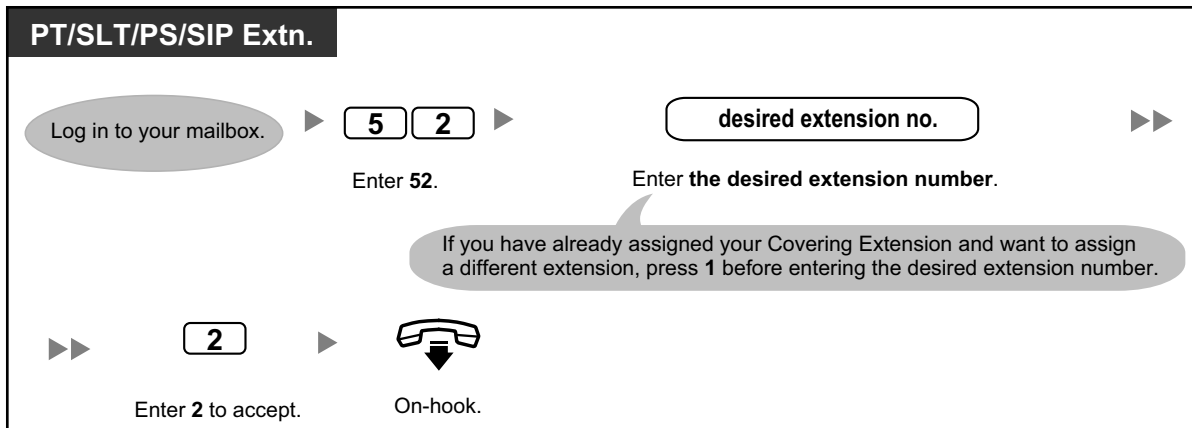 PT/SLT/PS/SIP Extn.
Log in to your mailbox.
5 2
desired extension no.
Enter 52.
Enter the desired extension number.
If you have already assigned your Covering Extension and want to assign
a different extension, press 1 before entering the desired extension number.
2
Enter 2 to accept.
On-hook.